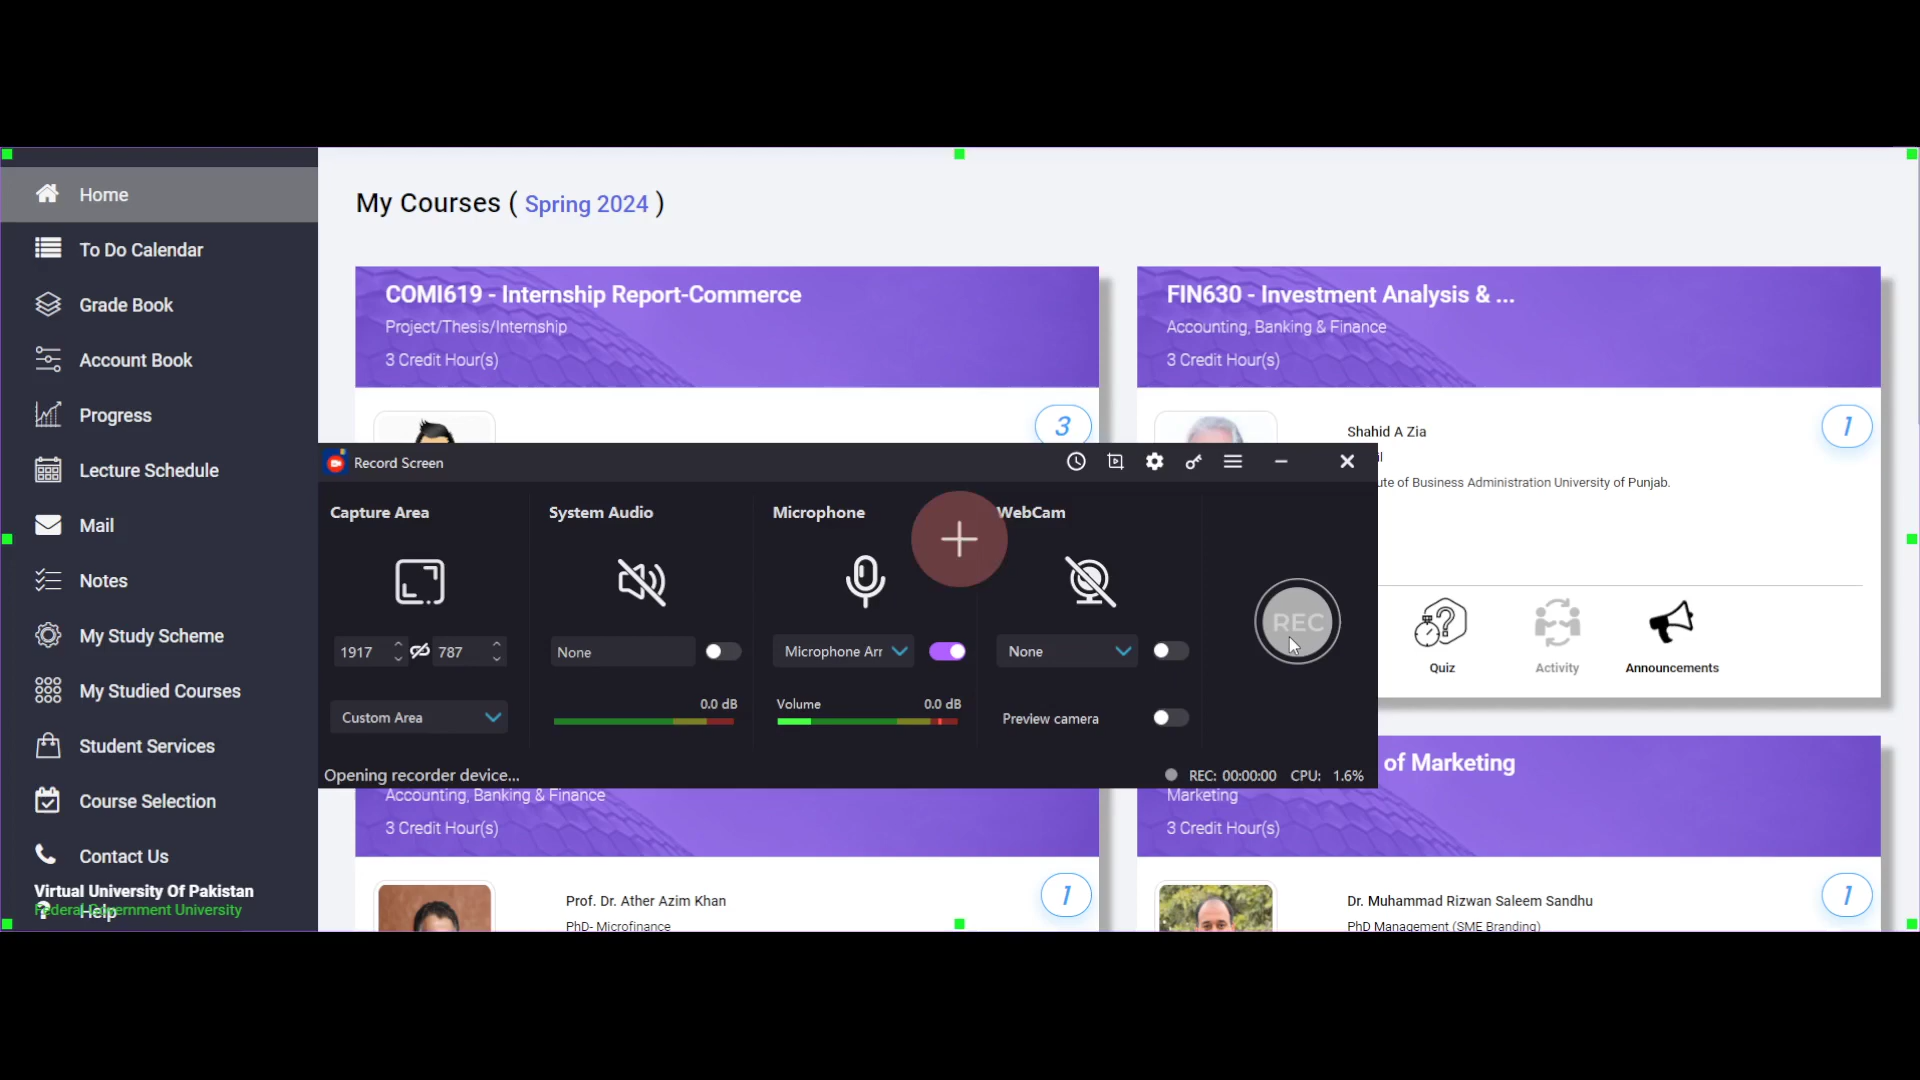 Home
To Do Calendar
Grade Book
Account Book
Progress
Lecture Schedule
Mail
Notes
My Study Scheme
My Studied Courses
Student Services
Course Selection
Contact Us
Virtual University Of Pakistan
Federal Government University
Help
My Courses ( Spring 2024 )
COMI619 - Internship Report-Commerce
Project/Thesis/Internship
3 Credit Hour(s)
3
FIN630 - Investment Analysis & ...
Accounting, Banking & Finance
3 Credit Hour(s)
Shahid A Zia
1
of Business Administration University of Punjab.
Quiz
Activity
Announcements
Record Screen
Capture Area
System Audio
Microphone
WebCam
REC
1917
787
None
Microphone Arr
None
Custom Area
0.0 dB
Volume
0.0 dB
Preview camera
Opening recorder device...
REC: 00:00:00
CPU: 1.6%
Accounting, Banking & Finance
3 Credit Hour(s)
Prof. Dr. Ather Azim Khan
PhD- Microfinance
1
of Marketing
Marketing
3 Credit Hour(s)
Dr. Muhammad Rizwan Saleem Sandhu
PhD Management (SME Branding)
1